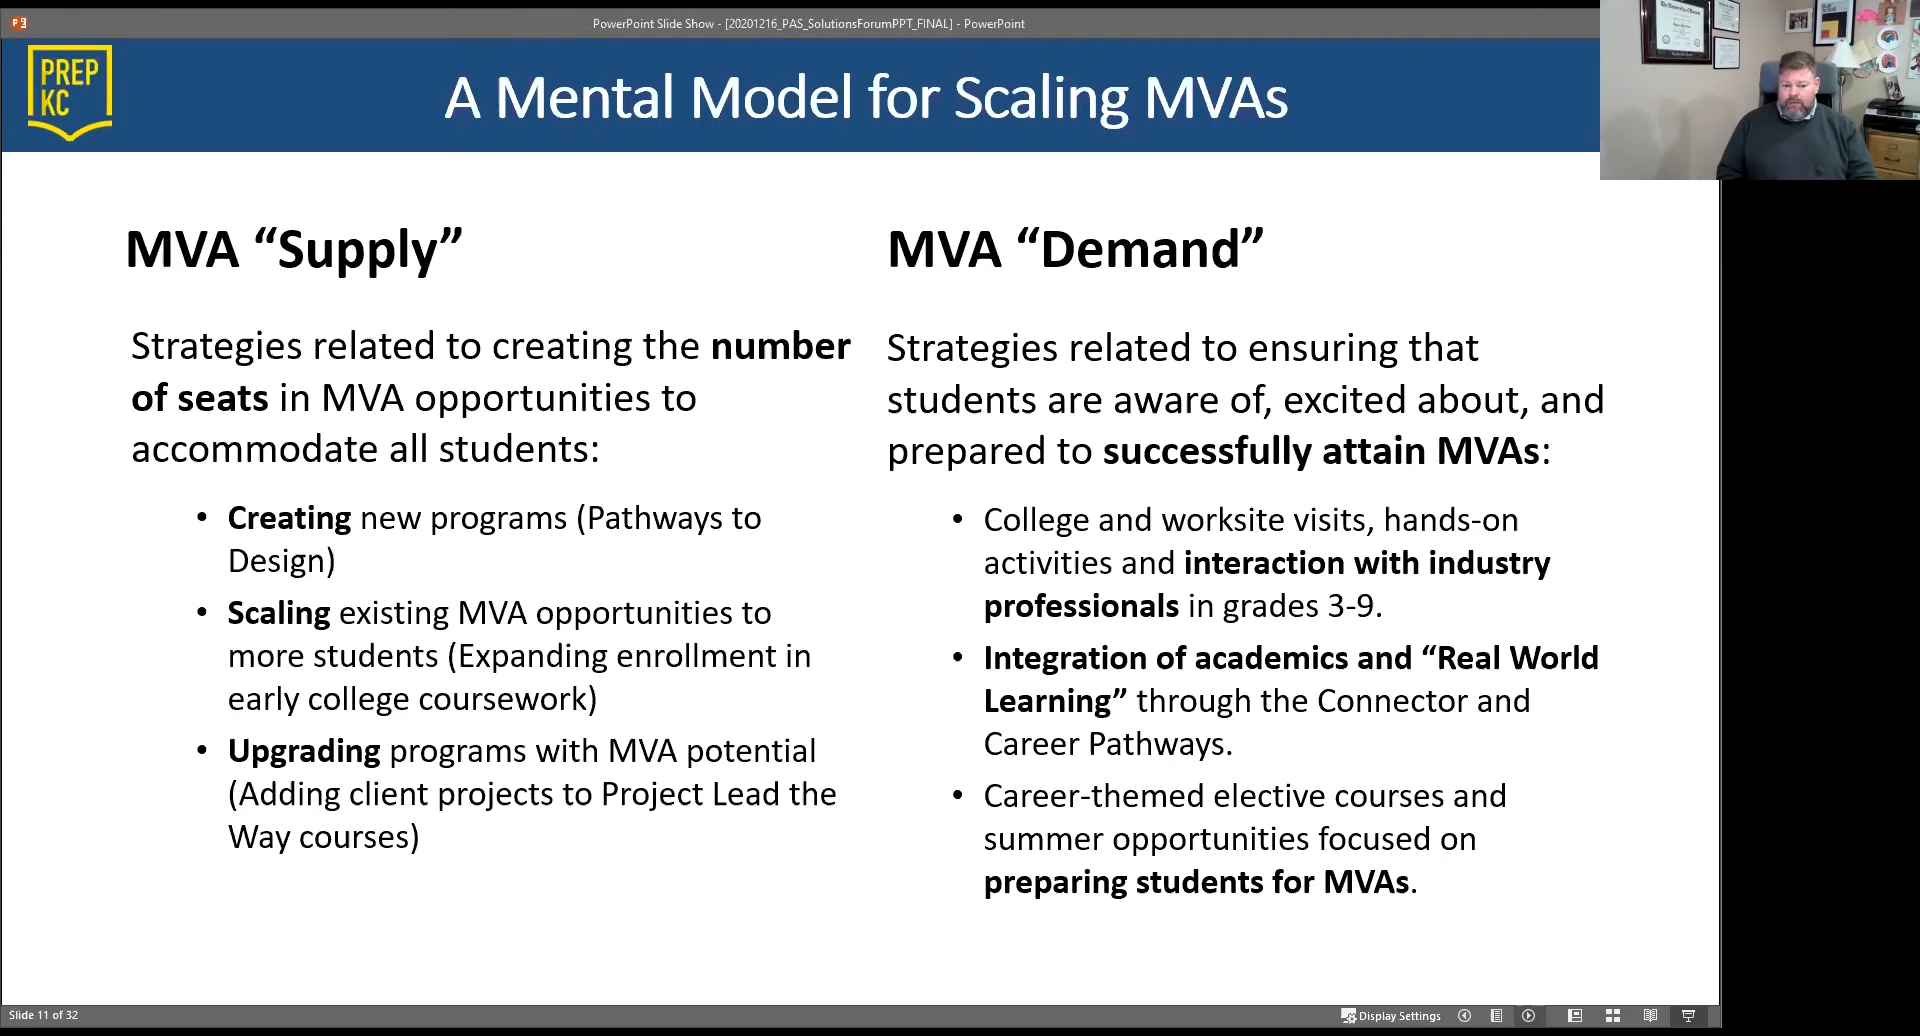 PowerPoint Slide Show - [20201216_PAS_SolutionsForumPPT_FINAL] - PowerPoint
PREP
KC
A Mental Model for Scaling MVAs
MVA “Supply”
Strategies related to creating the number
of seats in MVA opportunities to
accommodate all students:
• Creating new programs (Pathways to
Design)
• Scaling existing MVA opportunities to
more students (Expanding enrollment in
early college coursework)
• Upgrading programs with MVA potential
(Adding client projects to Project Lead the
Way courses)
MVA “Demand”
Strategies related to ensuring that
students are aware of, excited about, and
prepared to successfully attain MVAs:
• College and worksite visits, hands-on
activities and interaction with industry
professionals in grades 3-9.
• Integration of academics and “Real World
Learning” through the Connector and
Career Pathways.
• Career-themed elective courses and
summer opportunities focused on
preparing students for MVAs.
Slide 11 of 32
Display Settings